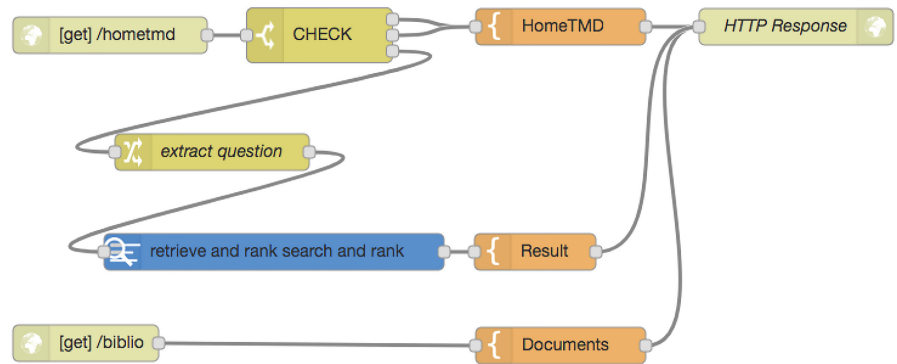 [get] /hometmd
CHECK
HomeTMD
HTTP Response
extract question
retrieve and rank search and rank
Result
[get] /biblio
Documents